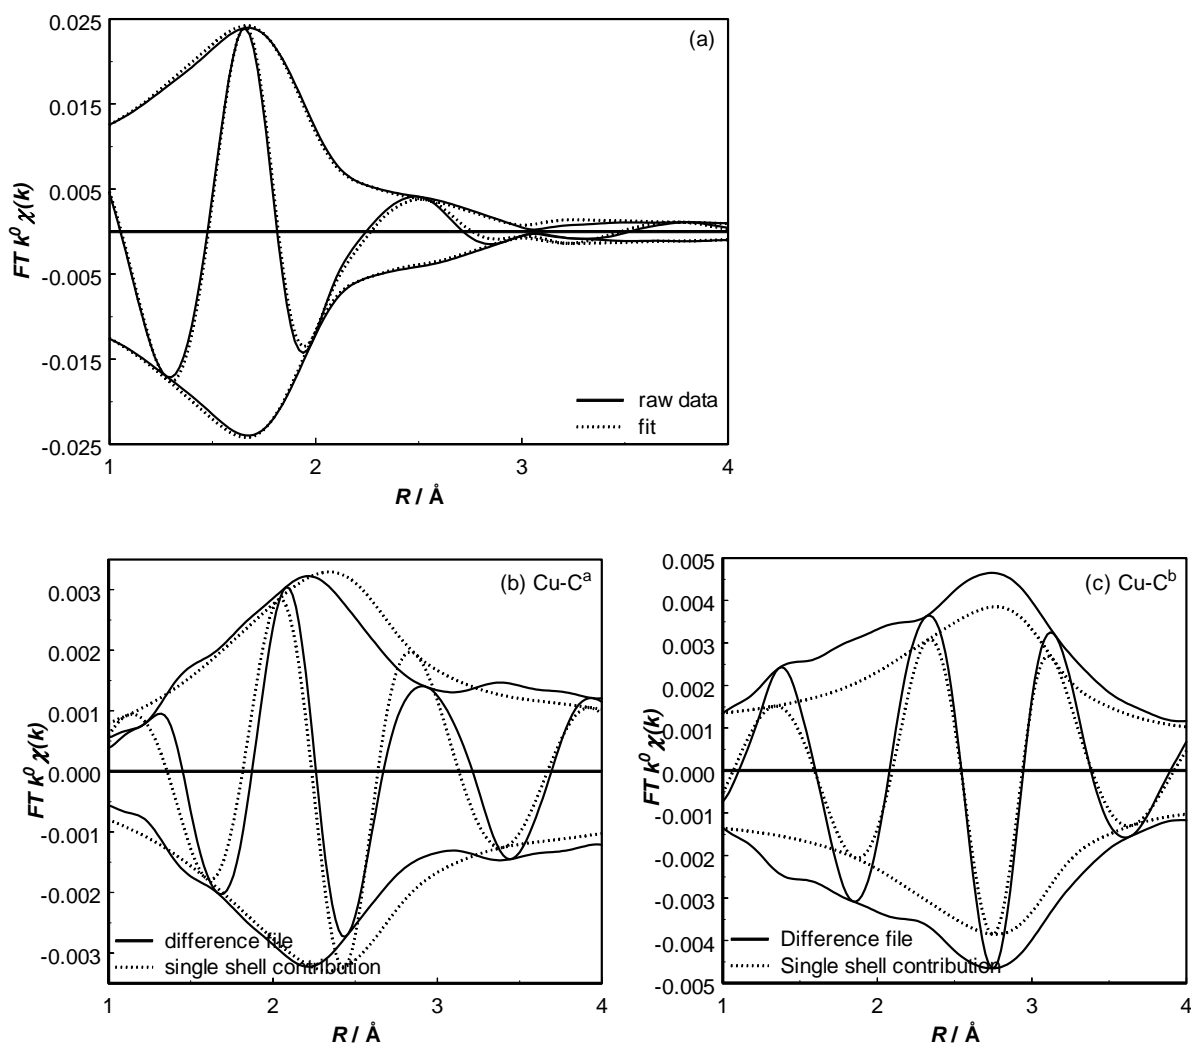 (a)
0.025
0.015
0.005
-0.005
-0.015
-0.025
FT k⁰ χ(k)
raw data
fit
1 2 3 4
R / Å
(b) Cu-Cᵃ
0.003
0.002
0.001
0.000
-0.001
-0.002
-0.003
FT k⁰ χ(k)
difference file
single shell contribution
1 2 3 4
R / Å
(c) Cu-Cᵇ
0.005
0.004
0.003
0.002
0.001
0.000
-0.001
-0.002
-0.003
-0.004
-0.005
FT k⁰ χ(k)
Difference file
Single shell contribution
1 2 3 4
R / Å